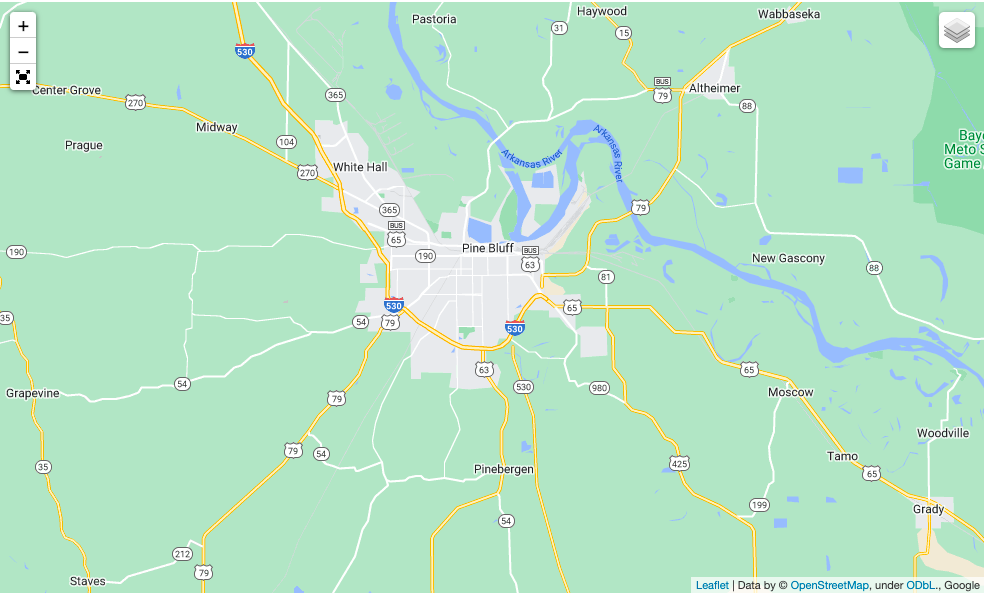 Pastoria
Haywood
Wabbaseka
+
−
31
15
530
BUS
79
Altheimer
Center Grove
270
365
88
Midway
104
Prague
Arkansas River
Arkansas River
Baye
Meto S
Game
White Hall
270
365
79
BUS
65
190
Pine Bluff
BUS
63
190
New Gascony
88
81
530
65
35
54
79
530
63
65
54
530
980
Grapevine
79
Moscow
Woodville
79
54
Tamo
35
Pinebergen
425
65
199
Grady
54
212
79
Staves
Leaflet | Data by © OpenStreetMap, under ODbL., Google